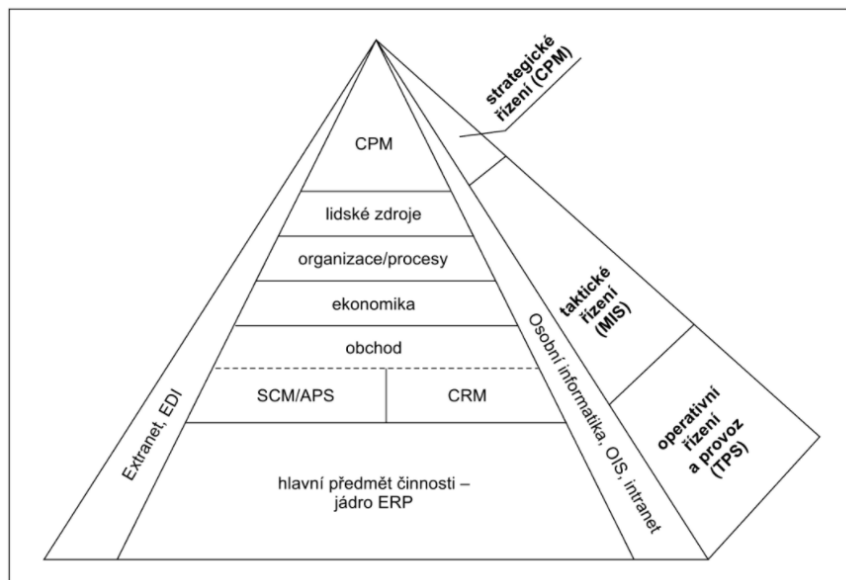 strategické
řízení (CPM)
CPM
lidské zdroje
organizace/procesy
ekonomika
obchod
SCM/APS
CRM
hlavní předmět činnosti –
jádro ERP
Extranet, EDI
Osobní informatika, OIS, intranet
taktické
řízení
(MIS)
operativní
řízení
a provoz
(TPS)